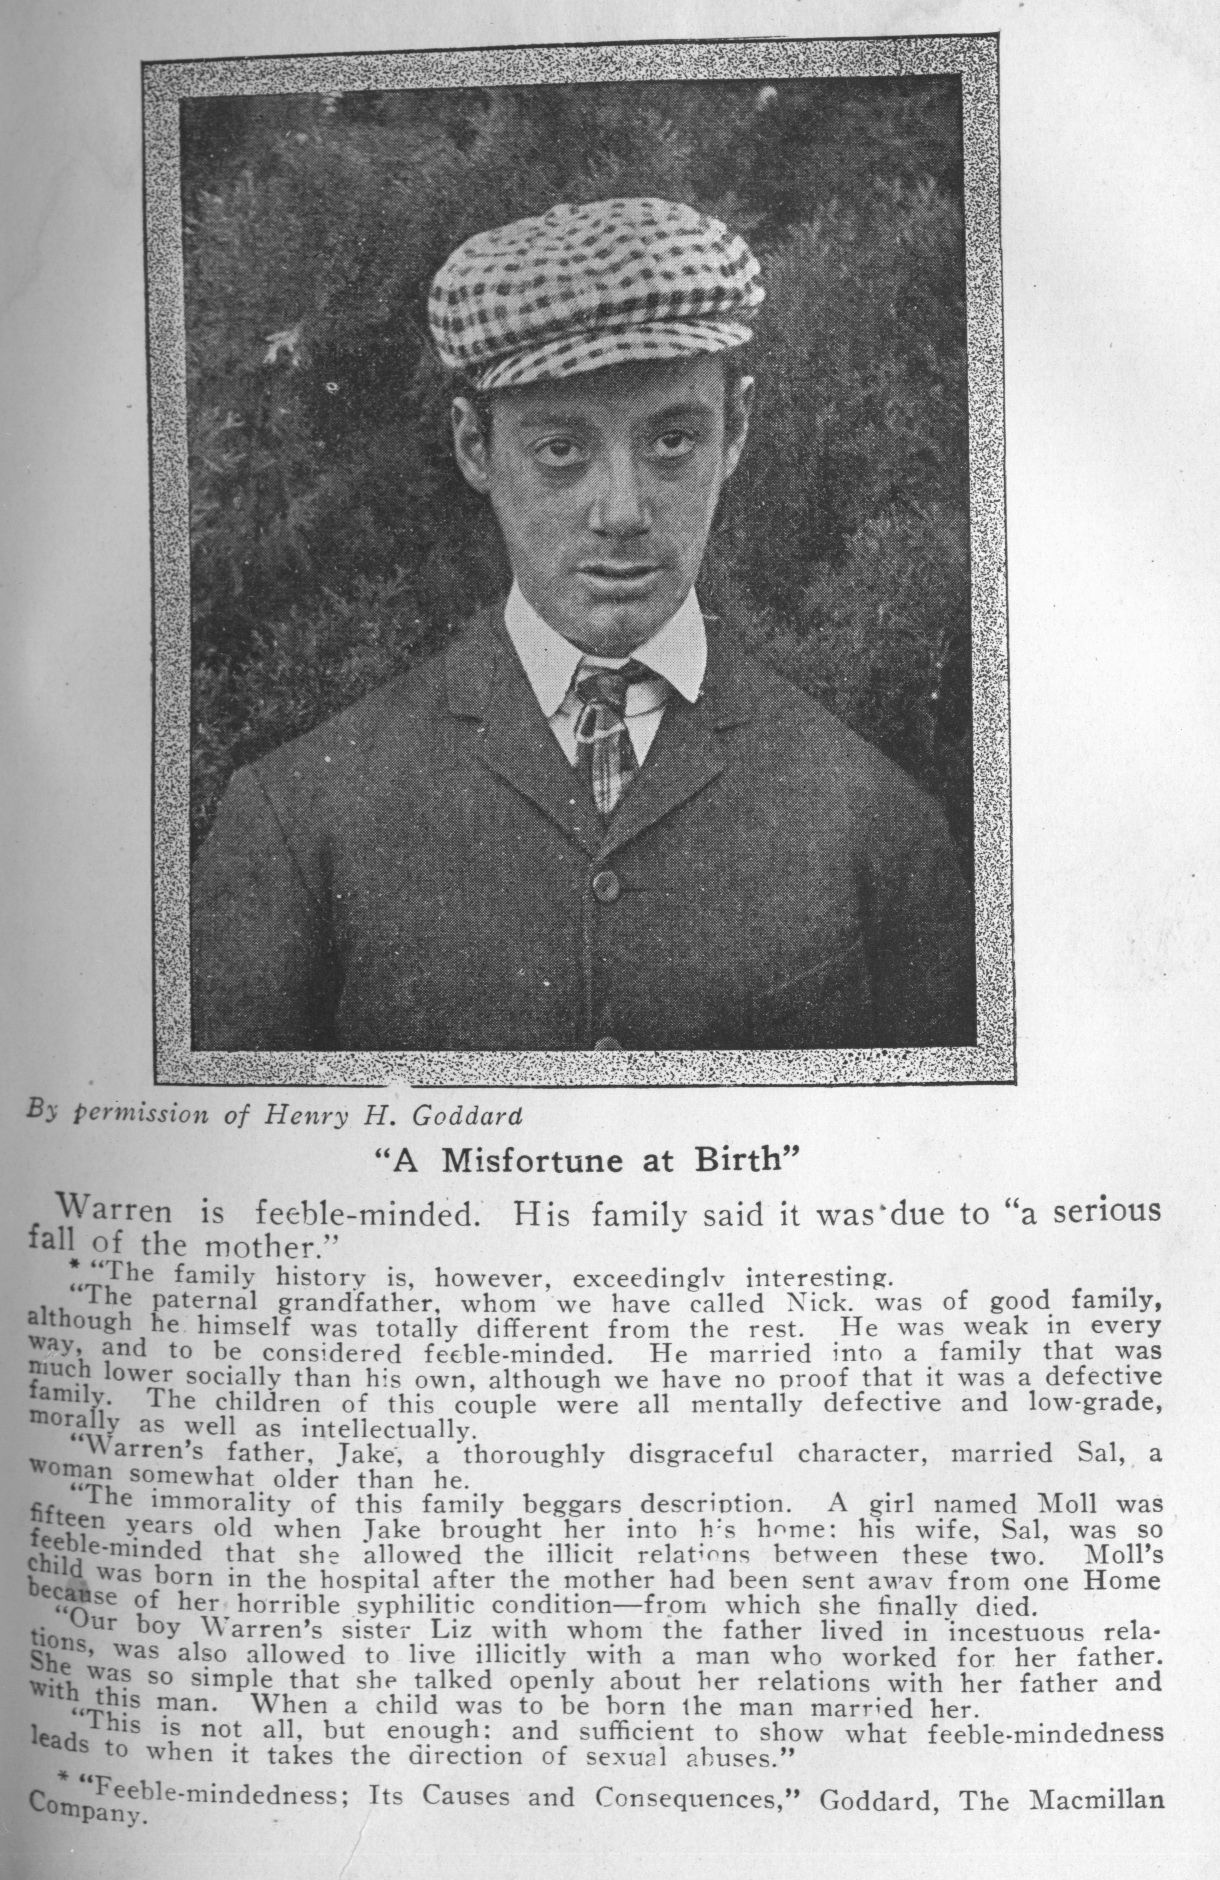 By permission of Henry H. Goddard
"A Misfortune at Birth"
Warren is feeble-minded. His family said it was due to "a serious
fall of the mother."
* "The family history is, however, exceedingly interesting.
"The paternal grandfather, whom we have called Nick. was of good family,
although he himself was totally different from the rest. He was weak in every
way, and to be considered feeble-minded. He married into a family that was
much lower socially than his own, although we have no proof that it was a defective
family. The children of this couple were all mentally defective and low-grade,
morally as well as intellectually.
"Warren's father, Jake, a thoroughly disgraceful character, married Sal, a
woman somewhat older than he.
"The immorality of this family beggars description. A girl named Moll was
fifteen years old when Jake brought her into his home: his wife, Sal, was so
feeble-minded that she allowed the illicit relations between these two. Moll's
child was born in the hospital after the mother had been sent away from one Home
because of her horrible syphilitic condition—from which she finally died.
"Our boy Warren's sister Liz with whom the father lived in incestuous rela-
tions, was also allowed to live illicitly with a man who worked for her father.
She was so simple that she talked openly about her relations with her father and
with this man. When a child was to be born the man married her.
"This is not all, but enough: and sufficient to show what feeble-mindedness
leads to when it takes the direction of sexual abuses."
* "Feeble-mindedness; Its Causes and Consequences," Goddard, The Macmillan
Company.